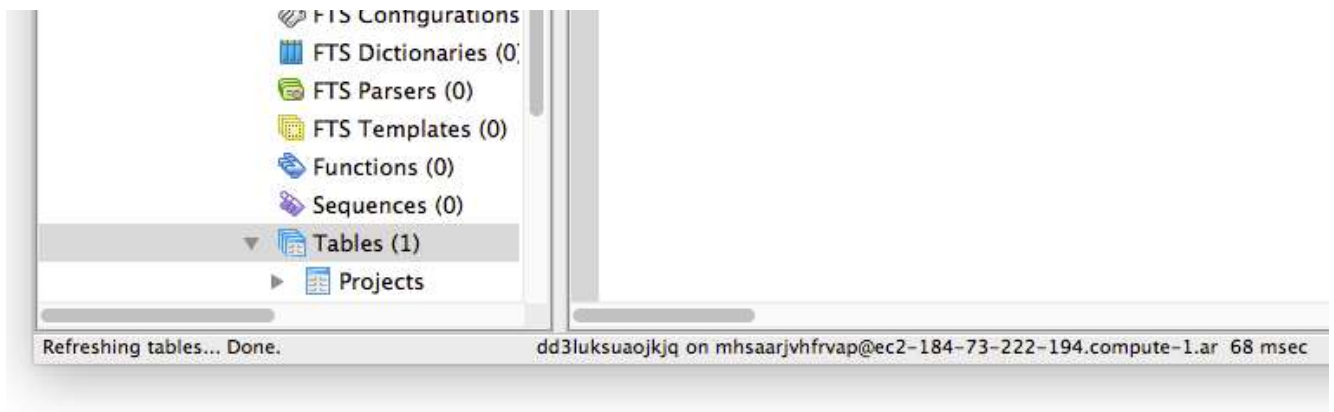 FTS Configurations
FTS Dictionaries (0
FTS Parsers (0)
FTS Templates (0)
Functions (0)
Sequences (0)
Tables (1)
Projects
Refreshing tables... Done.
dd3luksuaojkjq on mhsaarjvhfrvap@ec2-184-73-222-194.compute-1.ar 68 msec